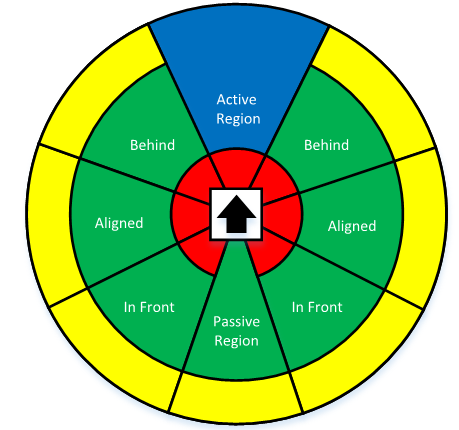 Active
Region
Behind
Behind
Aligned
Aligned
In Front
In Front
Passive
Region